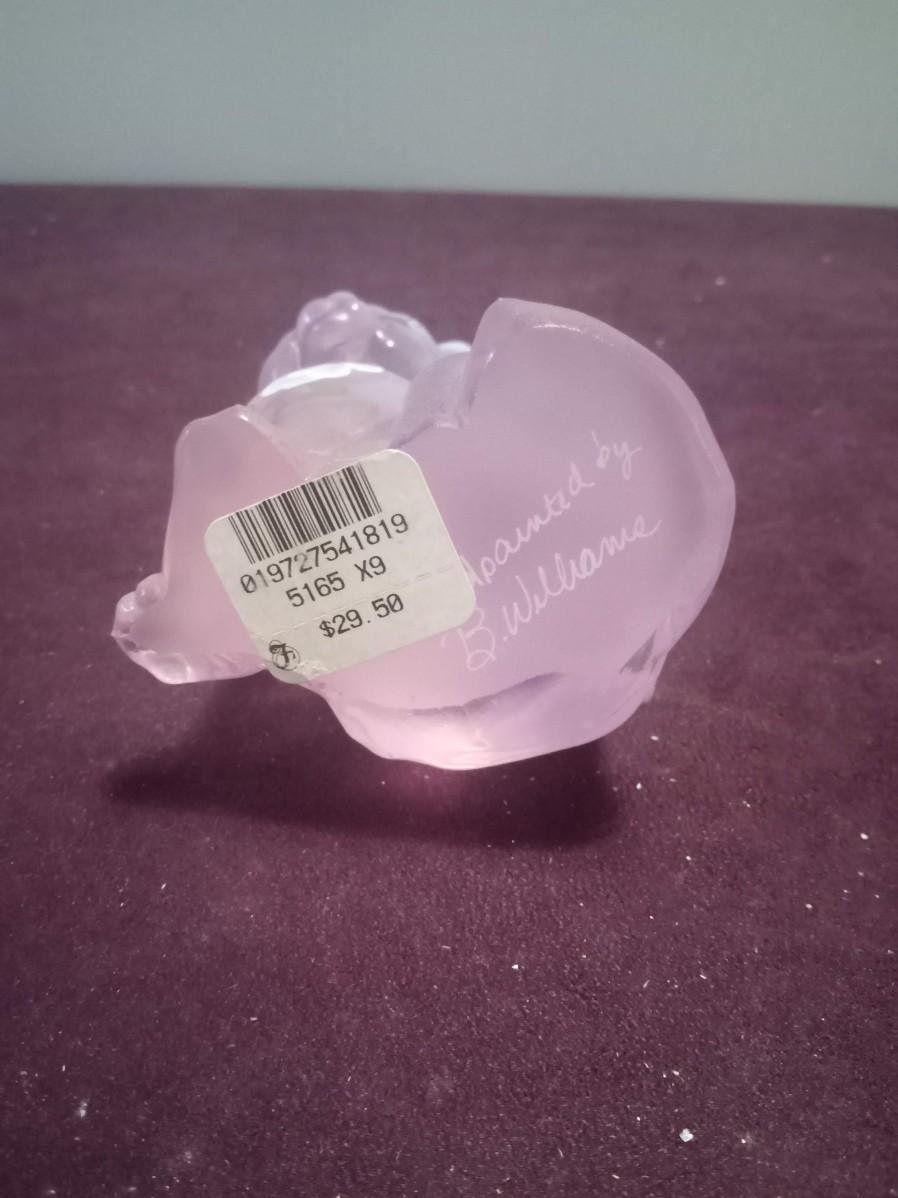 019727541819
5165 X9
$29.50
F
painted by
B. Williams